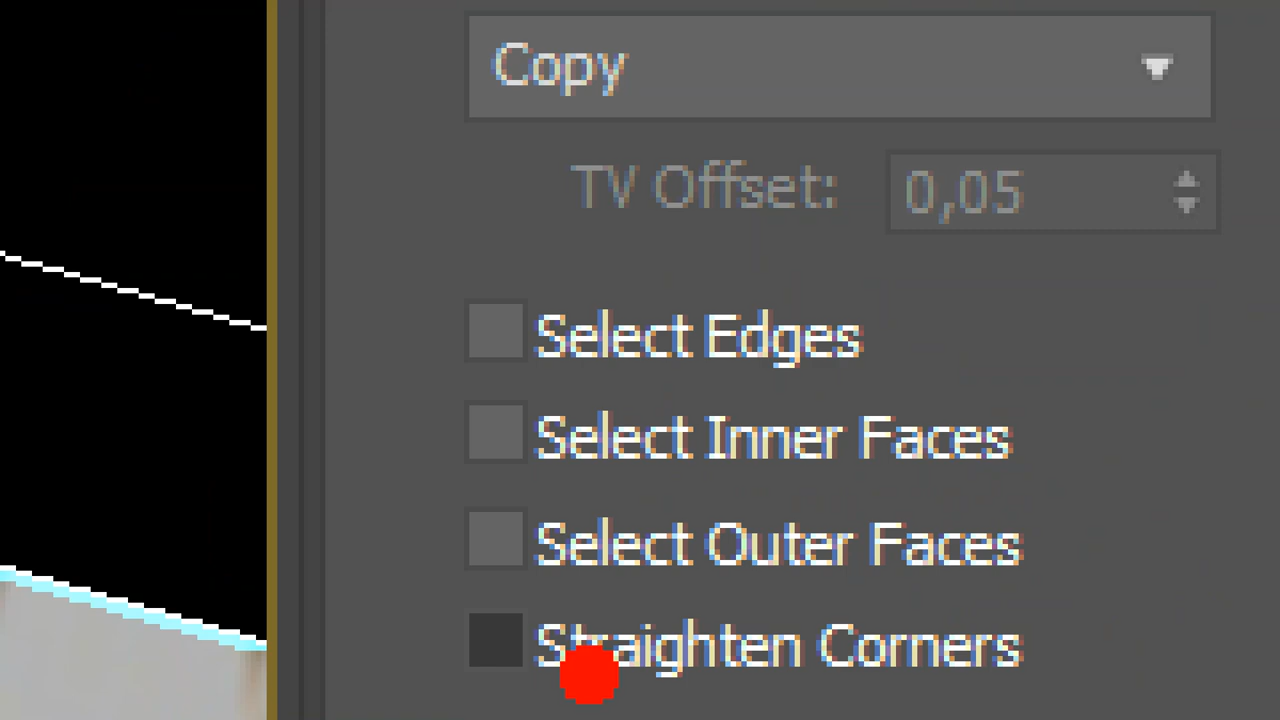 Copy
TV Offset: 0,05
Select Edges
Select Inner Faces
Select Outer Faces
Straighten Corners